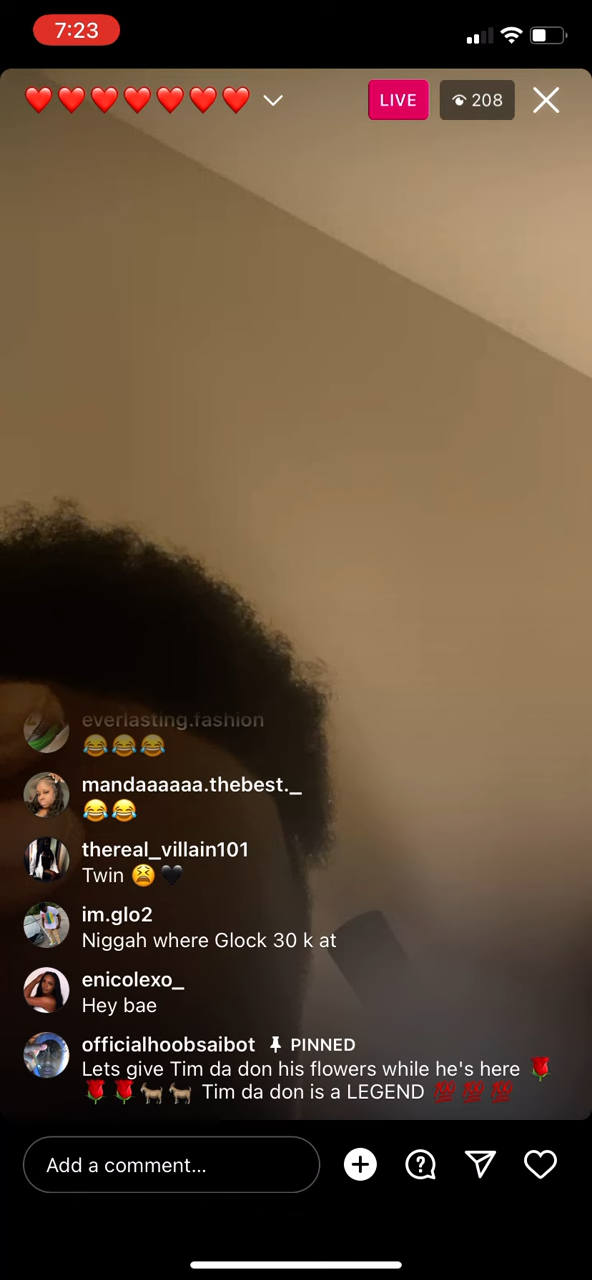 7:23
❤️❤️❤️❤️❤️❤️❤️
LIVE
208
everlasting.fashion
😂😂😂
mandaaaaaa.thebest._
😂😂
thereal_villain101
Twin 😫🖤
im.glo2
Niggah where Glock 30 k at
enicolexo_
Hey bae
officialhoobsaibot PINNED
Lets give Tim da don his flowers while he's here 🌹
🌹🌹🐐🐐 Tim da don is a LEGEND 💯💯💯
Add a comment...